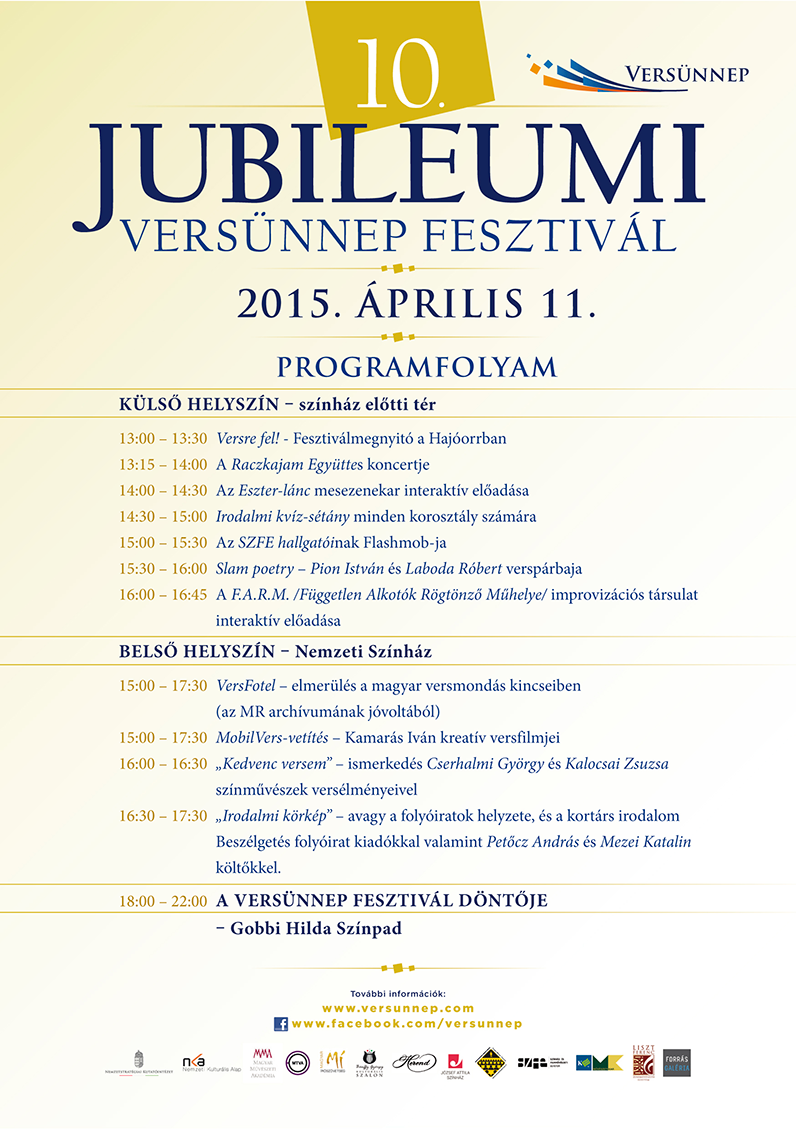 10.
VERSÜNNEP
JUBILEUMI
VERSÜNNEP FESZTIVÁL
2015. ÁPRILIS 11.
PROGRAMFOLYAM
KÜLSŐ HELYSZÍN – színház előtti tér
13:00 – 13:30 Versre fel! - Fesztiválmegnyitó a Hajóorrban
13:15 – 14:00 A Raczkajam Együttes koncertje
14:00 – 14:30 Az Eszter-lánc mesezenekar interaktív előadása
14:30 – 15:00 Irodalmi kvíz-sétány minden korosztály számára
15:00 – 15:30 Az SZFE hallgatóinak Flashmob-ja
15:30 – 16:00 Slam poetry – Pion István és Laboda Róbert verspárbaja
16:00 – 16:45 A F.A.R.M. /Független Alkotók Rögtönző Műhelye/ improvizációs társulat
interaktív előadása
BELSŐ HELYSZÍN – Nemzeti Színház
15:00 – 17:30 VersFotel – elmerülés a magyar versmondás kincseiben
(az MR archívumának jóvoltából)
15:00 – 17:30 MobilVers-vetítés – Kamarás Iván kreatív versfilmjei
16:00 – 16:30 „Kedvenc versem” – ismerkedés Cserhalmi György és Kalocsai Zsuzsa
színművészek versélményeivel
16:30 – 17:30 „Irodalmi körkép” – avagy a folyóiratok helyzete, és a kortárs irodalom
Beszélgetés folyóirat kiadókkal valamint Petőcz András és Mezei Katalin
költőkkel.
18:00 – 22:00 A VERSÜNNEP FESZTIVÁL DÖNTŐJE
– Gobbi Hilda Színpad
További információk:
www.versunnep.com
www.facebook.com/versunnep
nka
Nemzeti Kulturális Alap
MAGYAR MŰVÉSZETI AKADÉMIA
MTVA
Mi
Herend
JÓZSEF ATTILA SZÍNHÁZ
SZFE
MK
LISZT FERENC
FORRÁS GALÉRIA